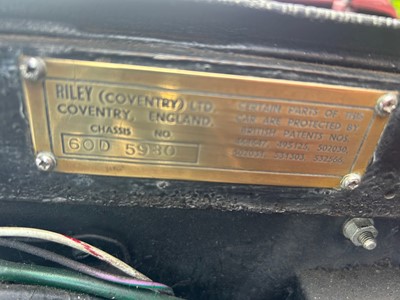 RILEY (COVENTRY) LTD.
COVENTRY, ENGLAND.
CHASSIS NO.
60D 5930
CERTAIN PARTS OF THIS
CAR ARE PROTECTED BY
BRITISH PATENTS NOS.